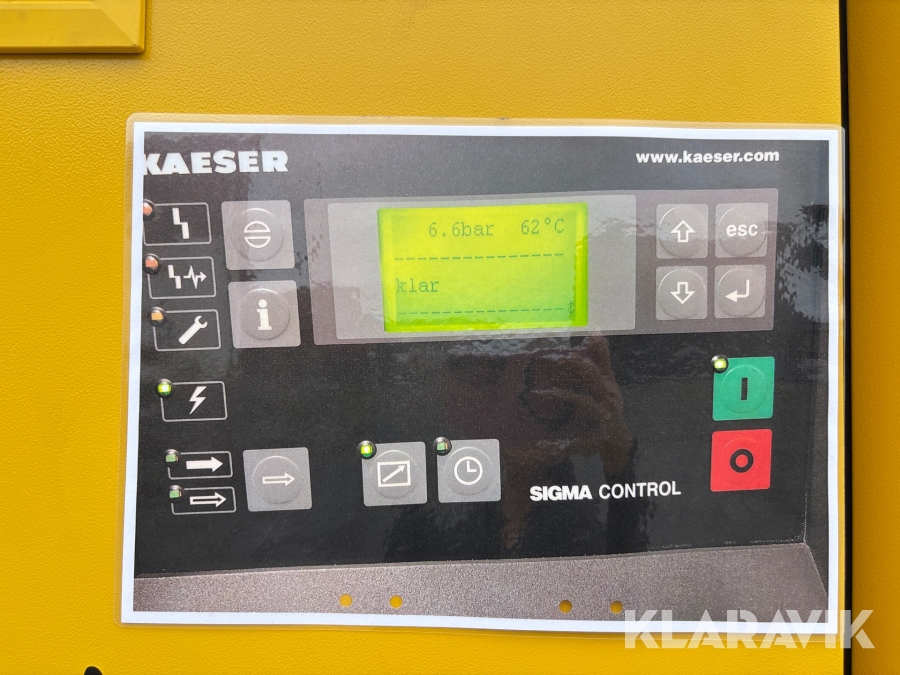 KAESER
www.kaeser.com
6.6bar 62°C
klar
esc
i
I
O
SIGMA CONTROL
KLARAVIK